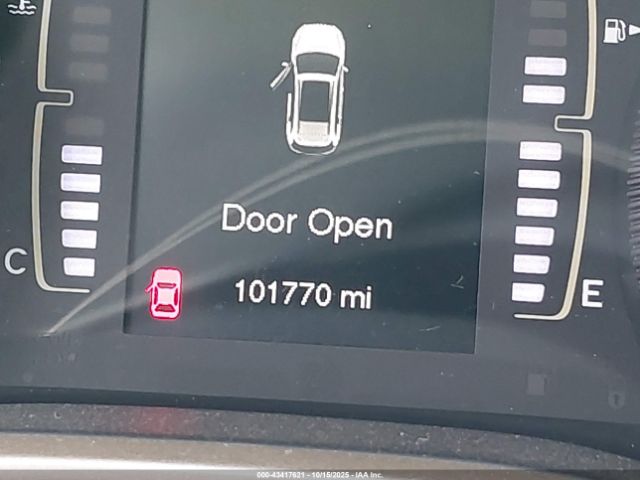 Door Open
101770 mi
C
E
000-43417621 - 10/15/2025 - IAA Inc.